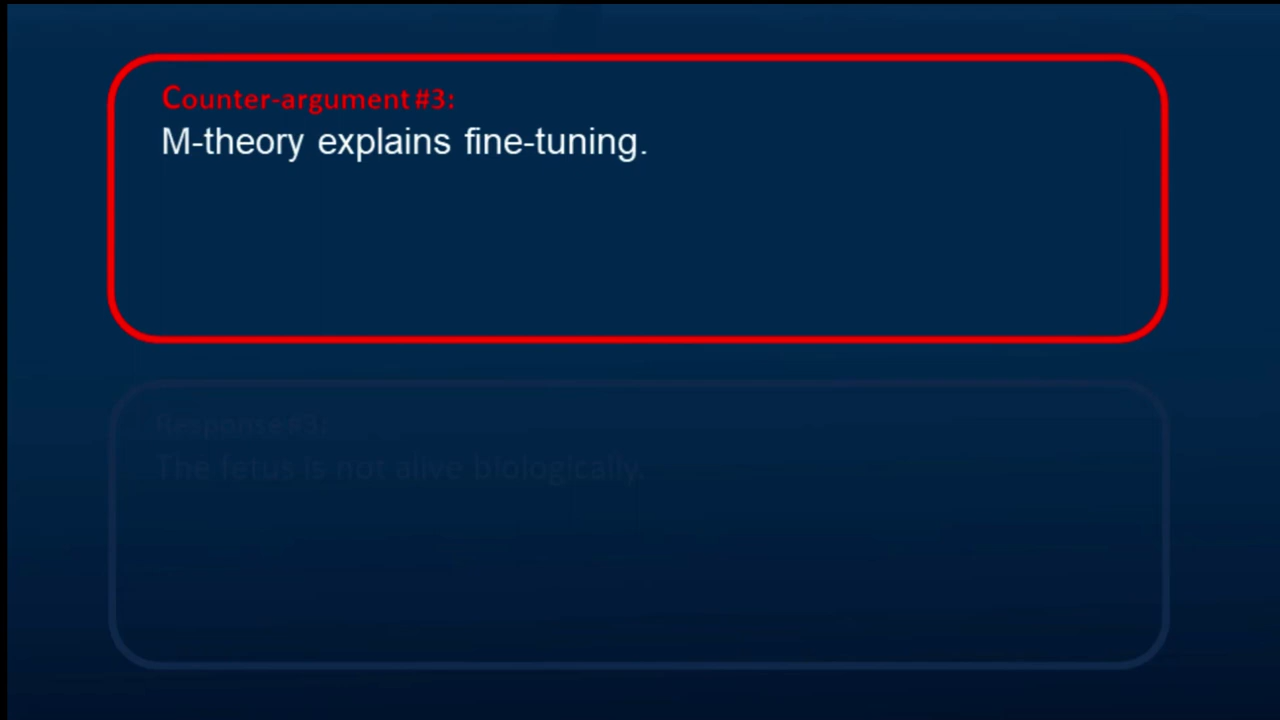 Counter-argument #3:
M-theory explains fine-tuning.
Response #3:
The fetus is not alive biologically.